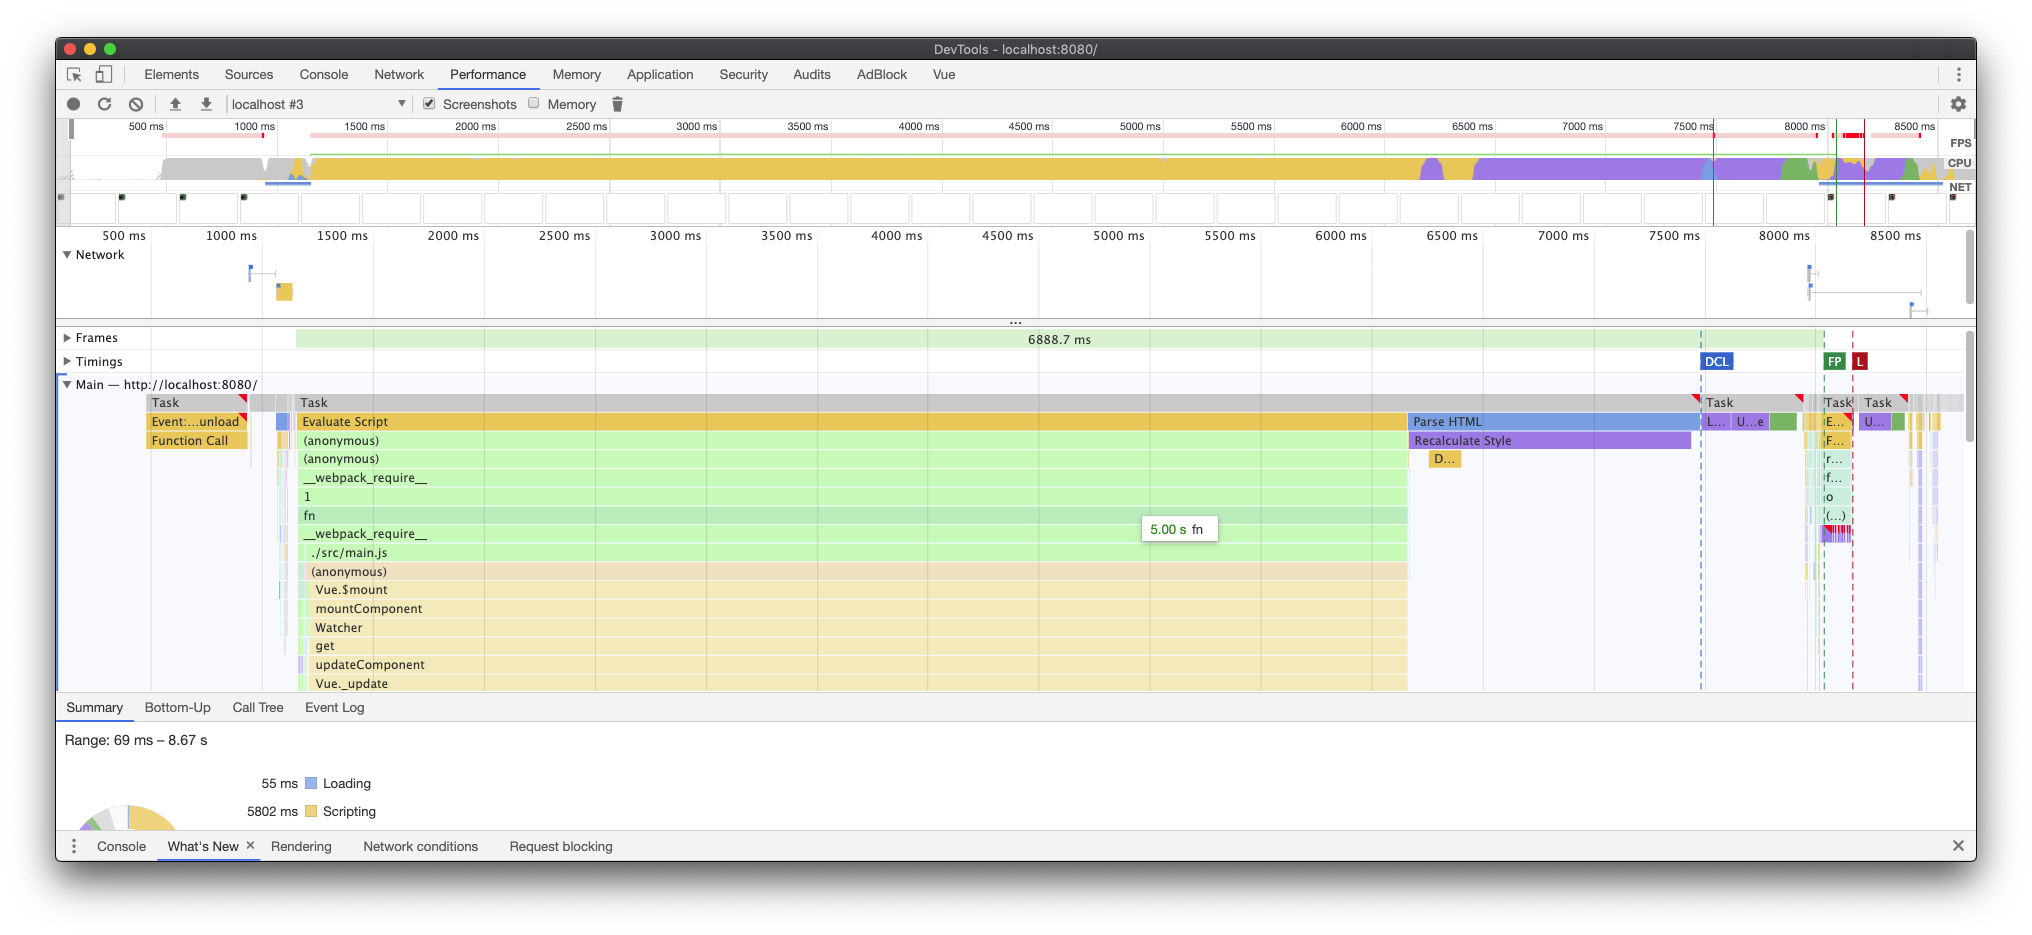 DevTools - localhost:8080/
Elements Sources Console Network Performance Memory Application Security Audits AdBlock Vue
localhost #3 Screenshots Memory
500 ms 1000 ms 1500 ms 2000 ms 2500 ms 3000 ms 3500 ms 4000 ms 4500 ms 5000 ms 5500 ms 6000 ms 6500 ms 7000 ms 7500 ms 8000 ms 8500 ms
FPS
CPU
NET
500 ms 1000 ms 1500 ms 2000 ms 2500 ms 3000 ms 3500 ms 4000 ms 4500 ms 5000 ms 5500 ms 6000 ms 6500 ms 7000 ms 7500 ms 8000 ms 8500 ms
Network
...
Frames 6888.7 ms
Timings DCL FP L
Main — http://localhost:8080/
Task Task Task Task Task
Event:...unload Evaluate Script Parse HTML L... U...e E... U...
Function Call (anonymous) Recalculate Style F...
(anonymous) D... r...
__webpack_require__ f...
1 o
fn (...)
__webpack_require__ 5.00 s fn
./src/main.js
(anonymous)
Vue.$mount
mountComponent
Watcher
get
updateComponent
Vue._update
Summary Bottom-Up Call Tree Event Log
Range: 69 ms – 8.67 s
55 ms Loading
5802 ms Scripting
Console What's New × Rendering Network conditions Request blocking